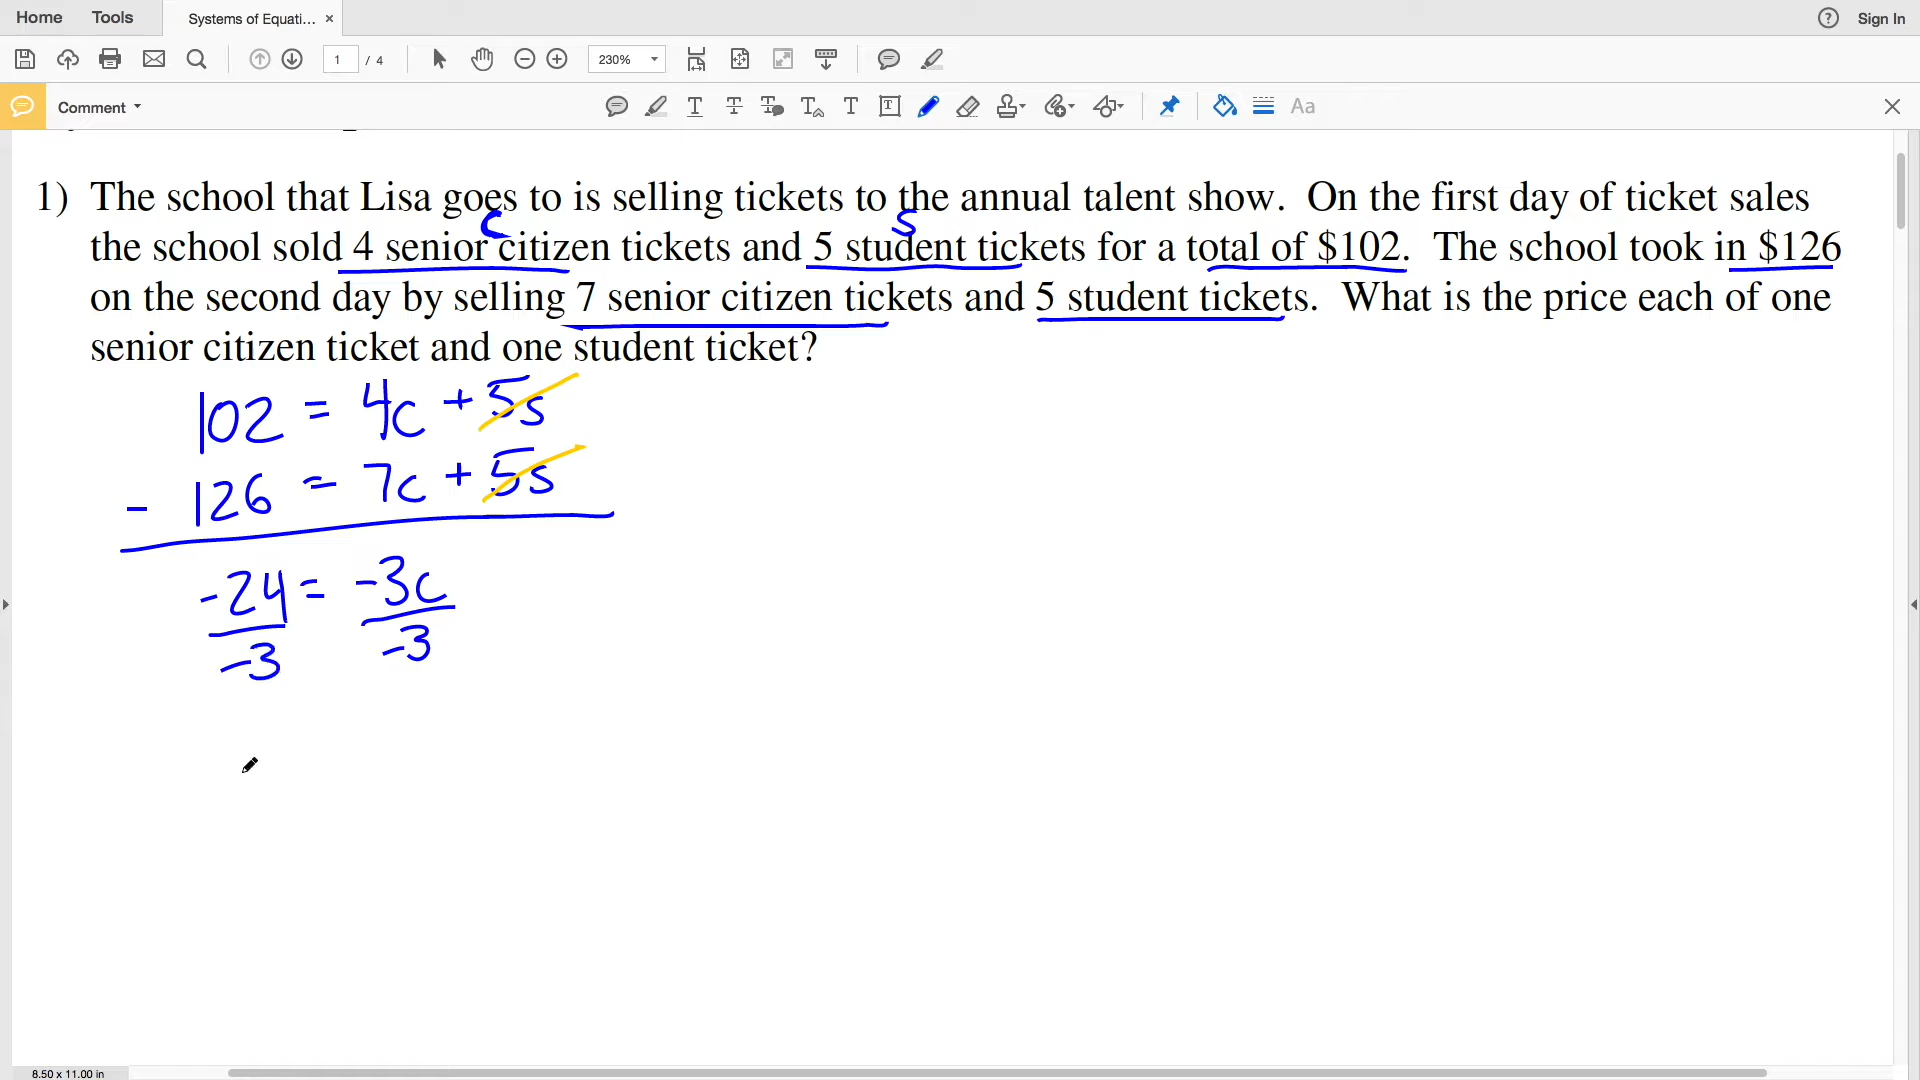 Home Tools Systems of Equati... × Sign In
1 / 4 230%
Comment Aa
1) The school that Lisa goes to is selling tickets to the annual talent show. On the first day of ticket sales
c s
the school sold 4 senior citizen tickets and 5 student tickets for a total of $102. The school took in $126
on the second day by selling 7 senior citizen tickets and 5 student tickets. What is the price each of one
senior citizen ticket and one student ticket?
102 = 4c + 5s
- 126 = 7c + 5s
-24 = -3c
-3 -3
8.50 x 11.00 in